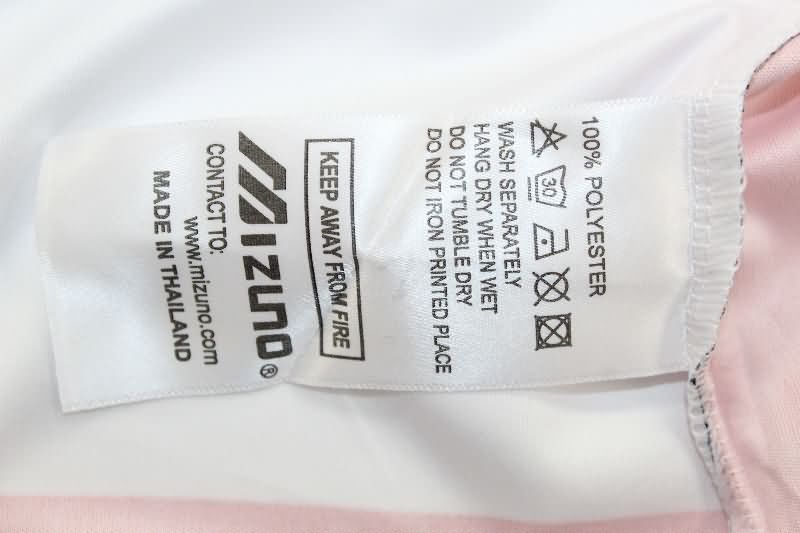 100% POLYESTER
30
WASH SEPARATELY
HANG DRY WHEN WET
DO NOT TUMBLE DRY
DO NOT IRON PRINTED PLACE
KEEP AWAY FROM FIRE
MIZUNO®
CONTACT TO:
www.mizuno.com
MADE IN THAILAND